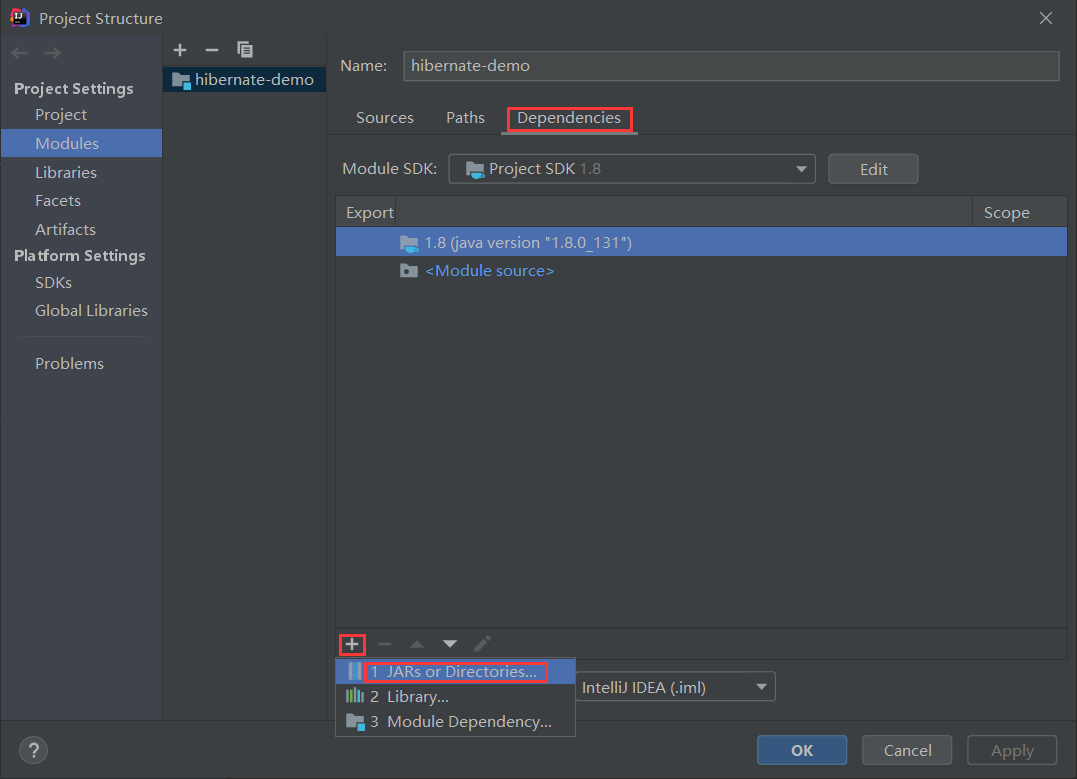 Project Structure
Project Settings
Project
Modules
Libraries
Facets
Artifacts
Platform Settings
SDKs
Global Libraries
Problems
hibernate-demo
Name: hibernate-demo
Sources Paths Dependencies
Module SDK: Project SDK 1.8 Edit
Export Scope
1.8 (java version "1.8.0_131")
<Module source>
1 JARs or Directories...
2 Library...
3 Module Dependency...
IntelliJ IDEA (.iml)
? OK Cancel Apply